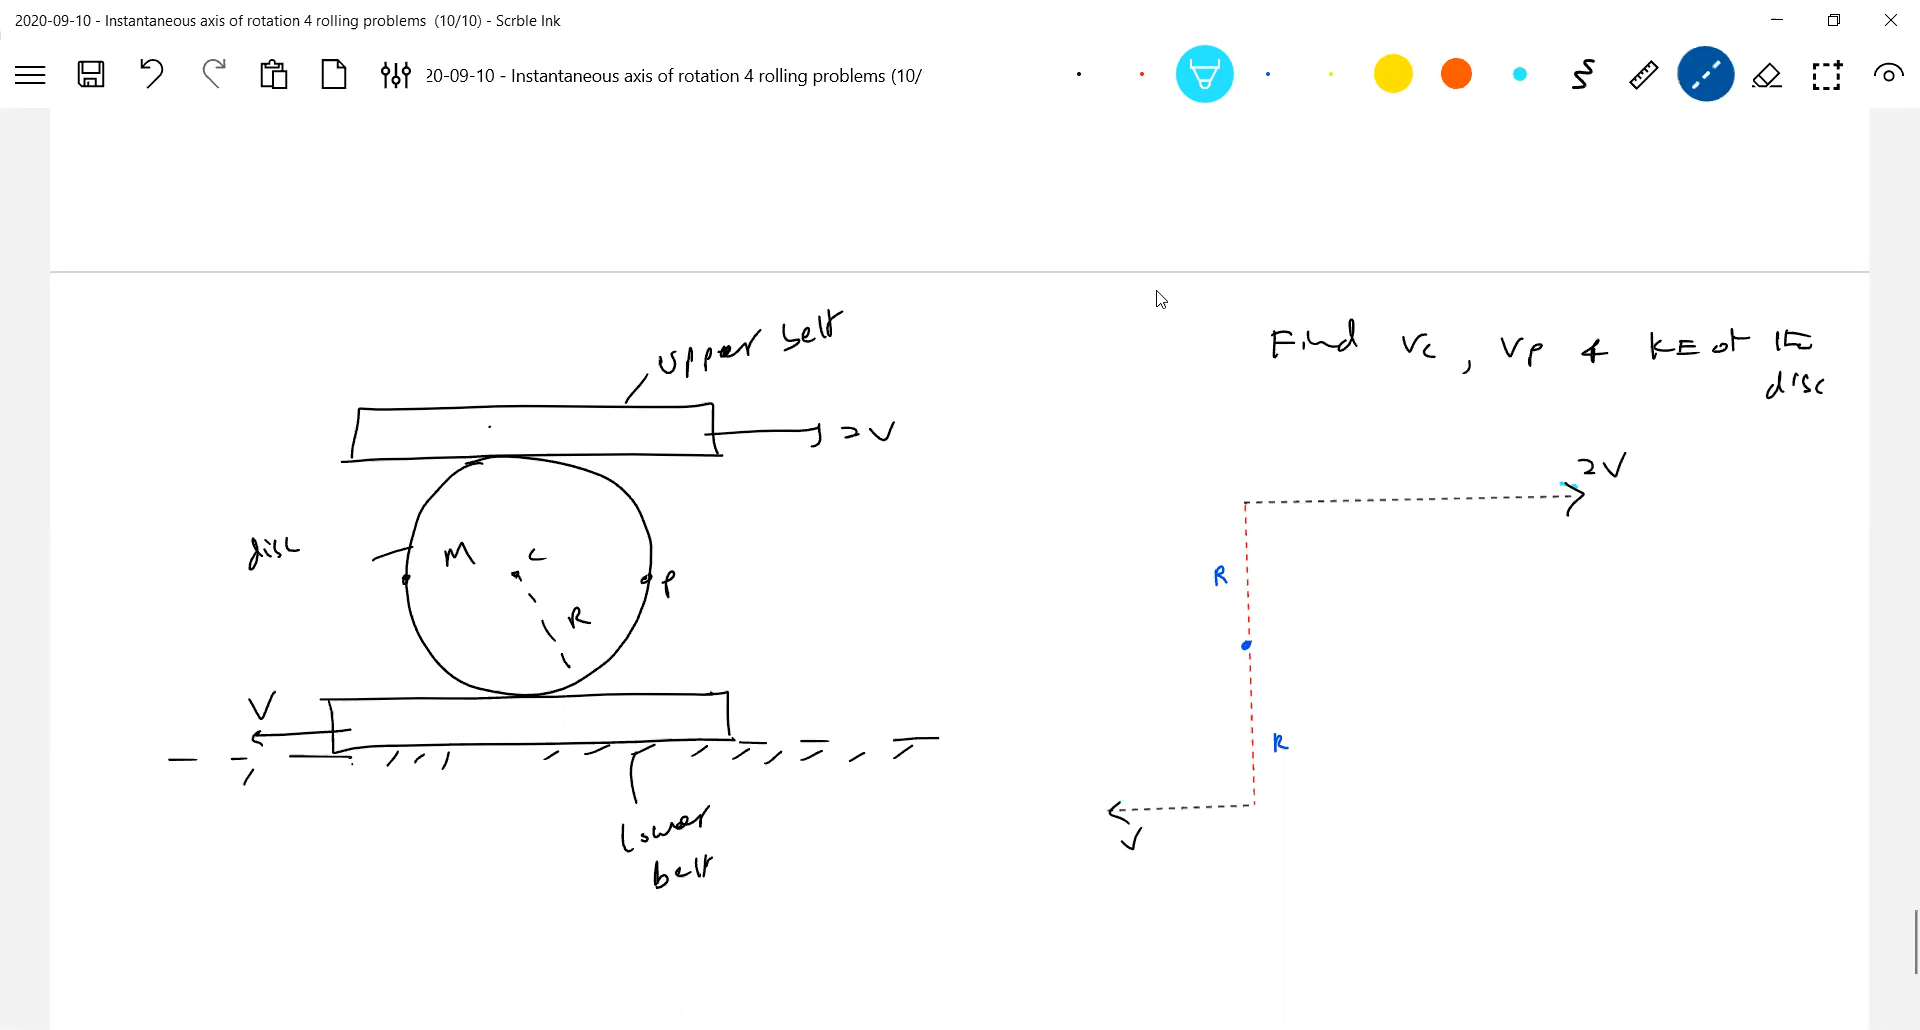 2020-09-10 - Instantaneous axis of rotation 4 rolling problems (10/10) - Scrble Ink
20-09-10 - Instantaneous axis of rotation 4 rolling problems (10/
upper belt
Find vc, vp & KE of the
disc
2V
2V
disc
M
C
P
R
R
R
V
V
Lower
belt